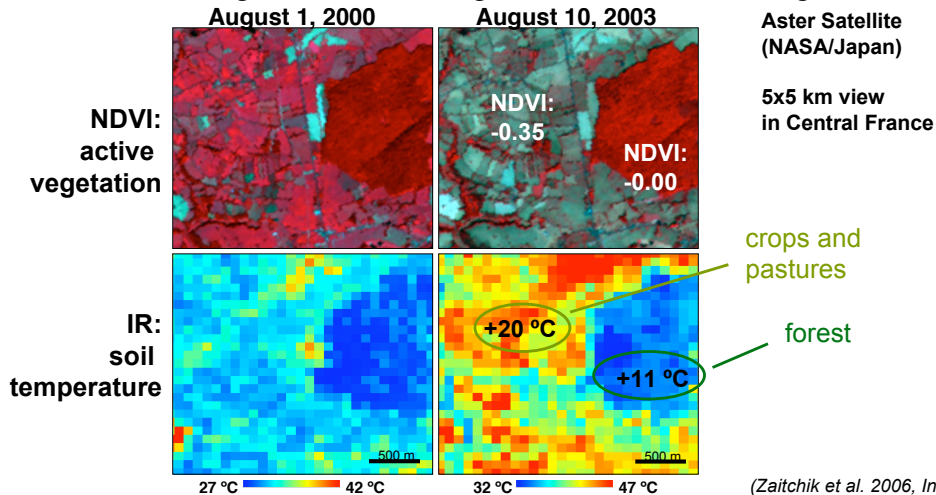 August 1, 2000
August 10, 2003
Aster Satellite
(NASA/Japan)
5x5 km view
in Central France
NDVI:
active
vegetation
NDVI:
-0.35
NDVI:
-0.00
crops and
pastures
IR:
soil
temperature
+20 ºC
forest
+11 ºC
500 m
500 m
27 ºC
42 ºC
32 ºC
47 ºC
(Zaitchik et al. 2006, In